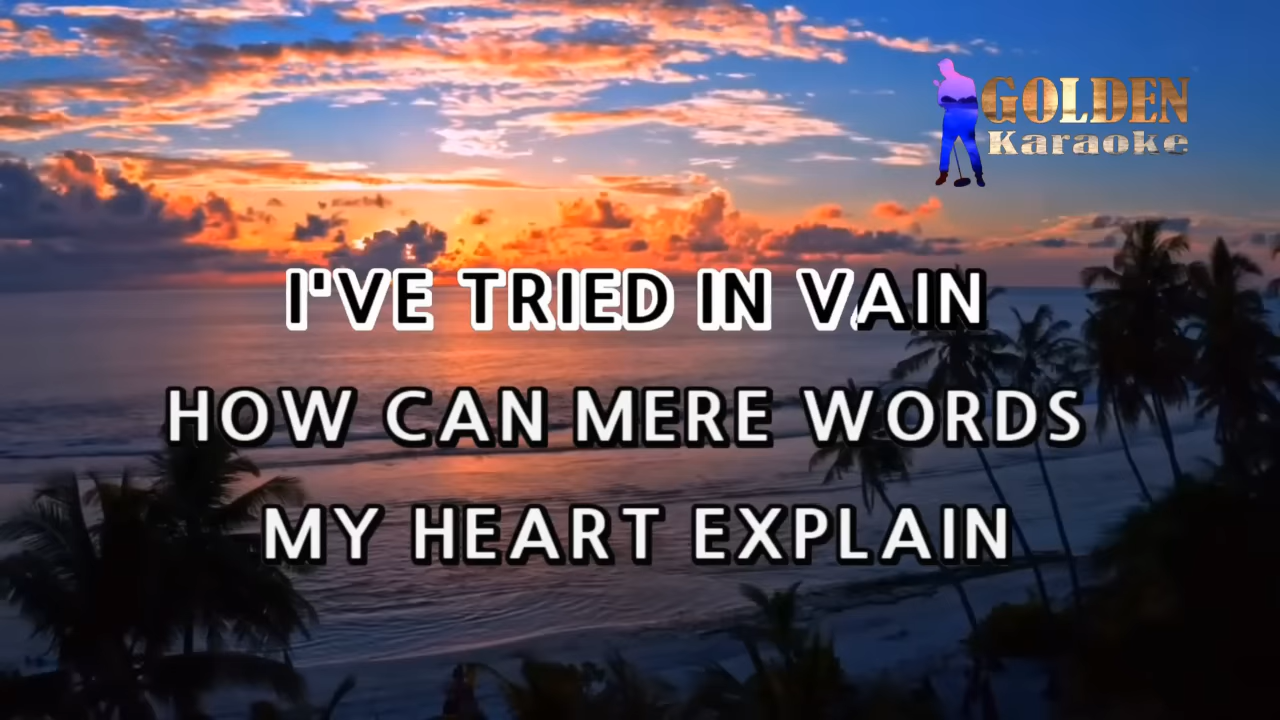 GOLDEN
Karaoke
I'VE TRIED IN VAIN
HOW CAN MERE WORDS
MY HEART EXPLAIN